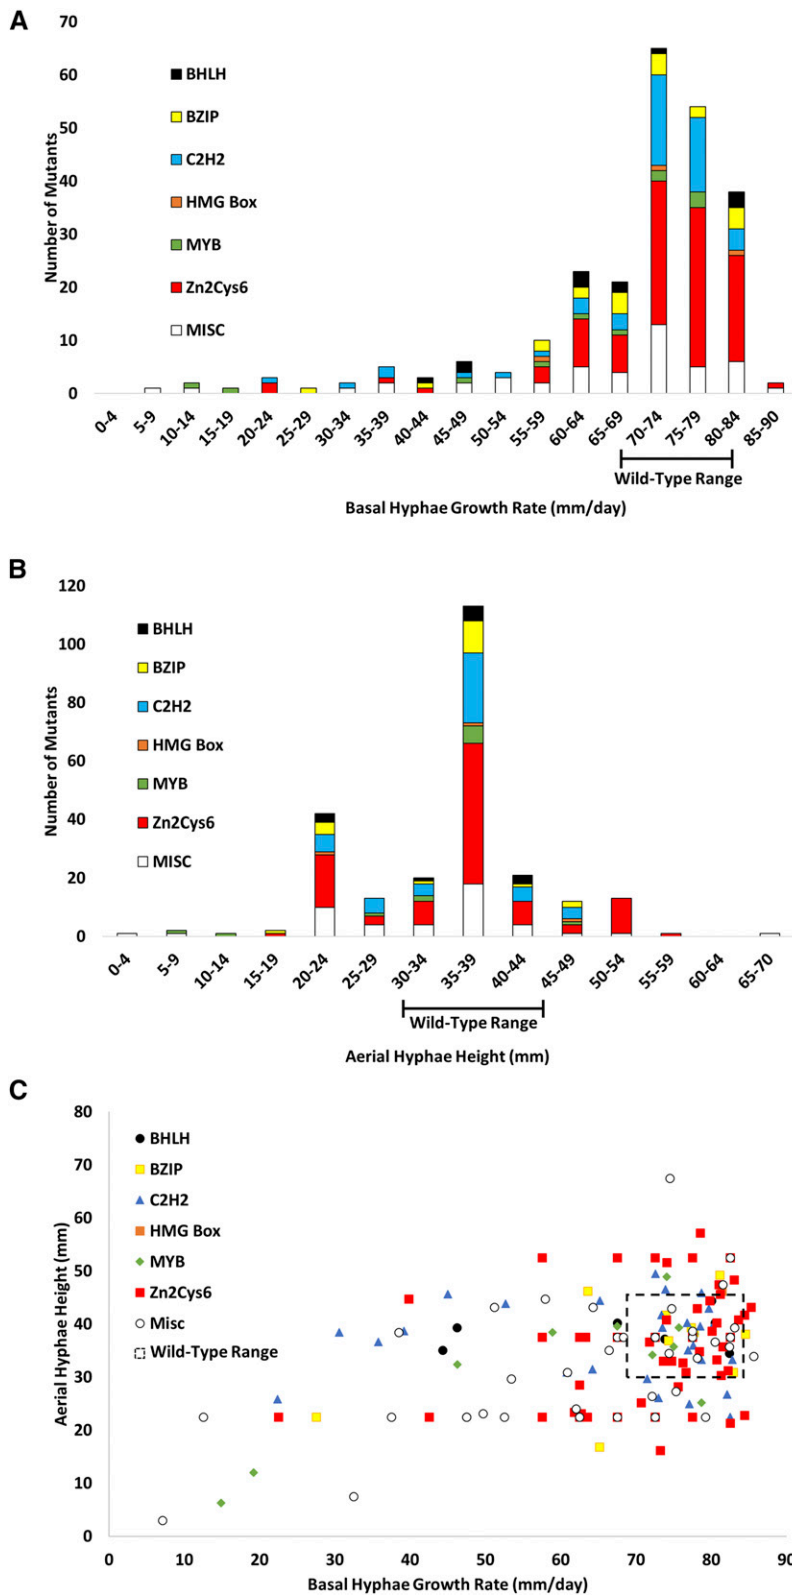 A
70
60
50
40
30
20
10
0
Number of Mutants
BHLH
BZIP
C2H2
HMG Box
MYB
Zn2Cys6
MISC
0-4
5-9
10-14
15-19
20-24
25-29
30-34
35-39
40-44
45-49
50-54
55-59
60-64
65-69
70-74
75-79
80-84
85-90
Wild-Type Range
Basal Hyphae Growth Rate (mm/day)
B
120
100
80
60
40
20
0
Number of Mutants
BHLH
BZIP
C2H2
HMG Box
MYB
Zn2Cys6
MISC
0-4
5-9
10-14
15-19
20-24
25-29
30-34
35-39
40-44
45-49
50-54
55-59
60-64
65-70
Wild-Type Range
Aerial Hyphae Height (mm)
C
80
70
60
50
40
30
20
10
0
Aerial Hyphae Height (mm)
BHLH
BZIP
C2H2
HMG Box
MYB
Zn2Cys6
Misc
Wild-Type Range
0 10 20 30 40 50 60 70 80 90
Basal Hyphae Growth Rate (mm/day)